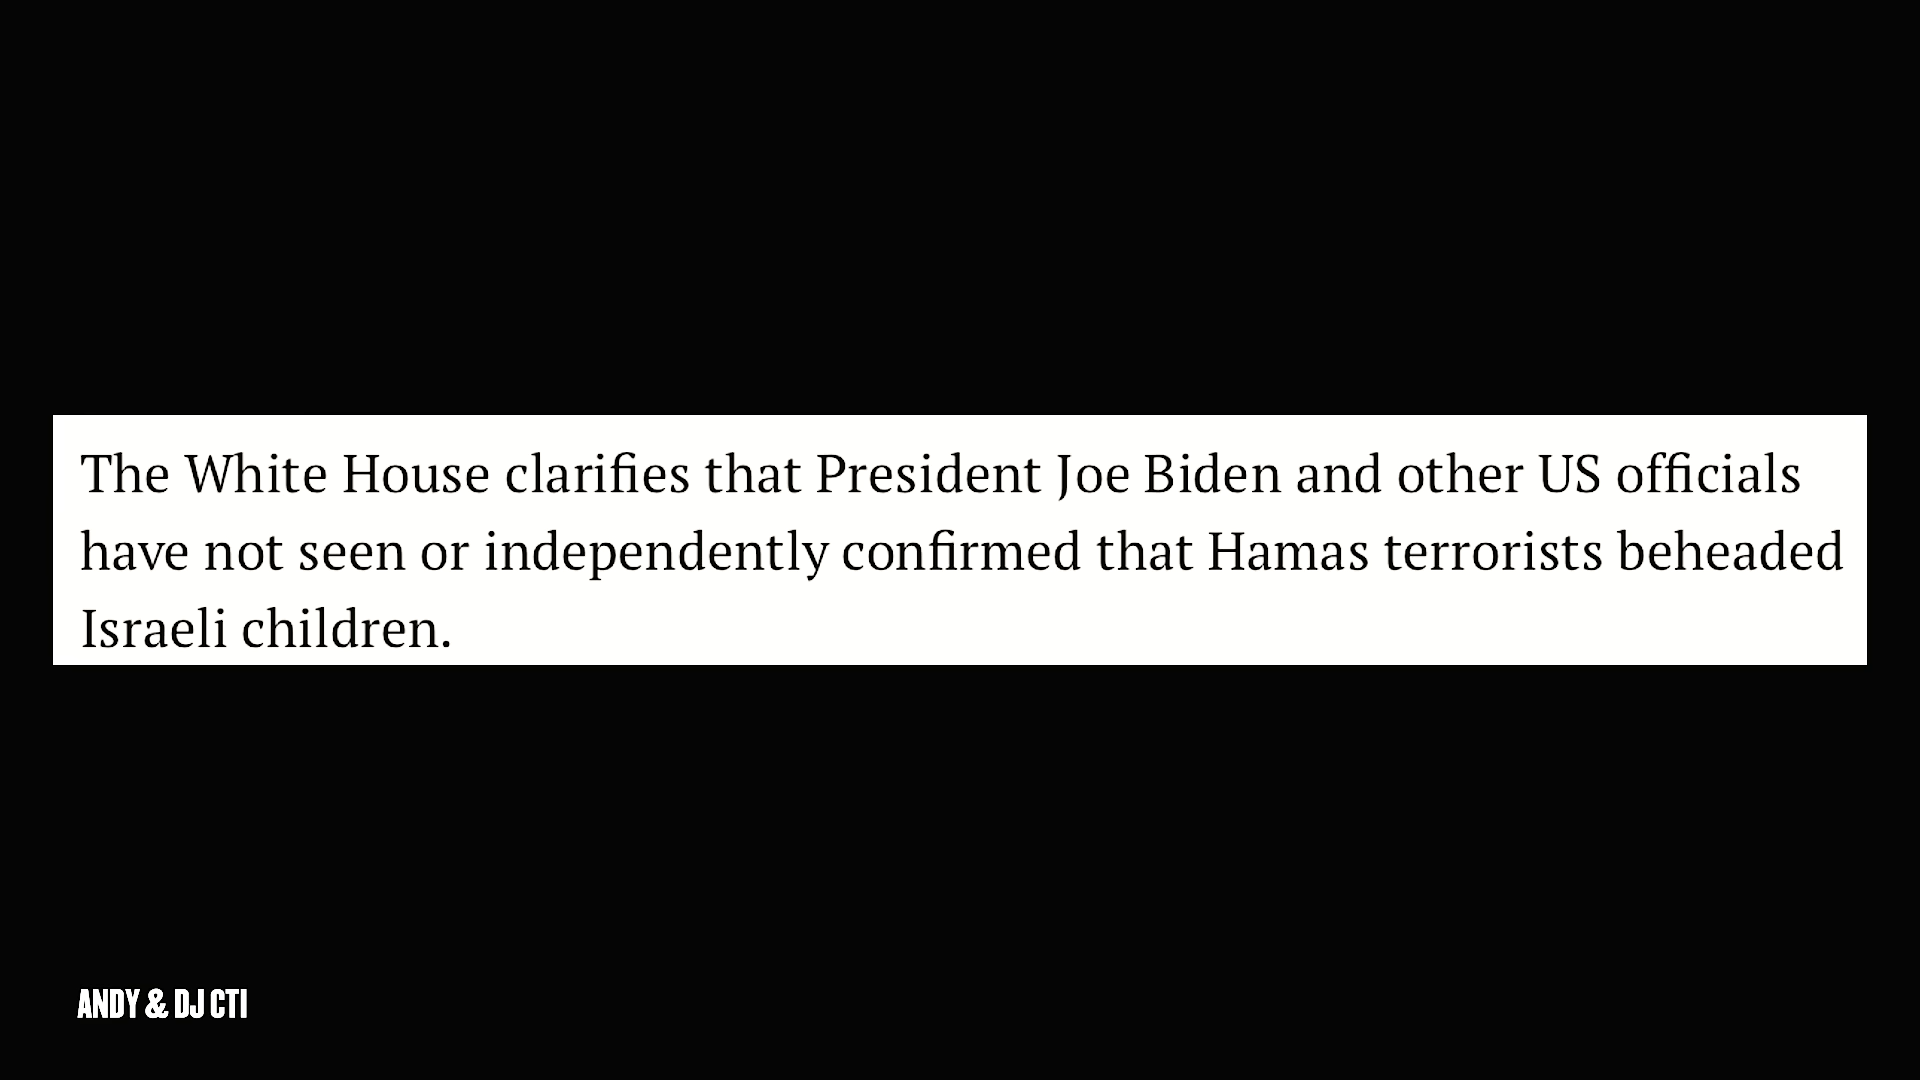 The White House clarifies that President Joe Biden and other US officials
have not seen or independently confirmed that Hamas terrorists beheaded
Israeli children.
ANDY & DJ CTI